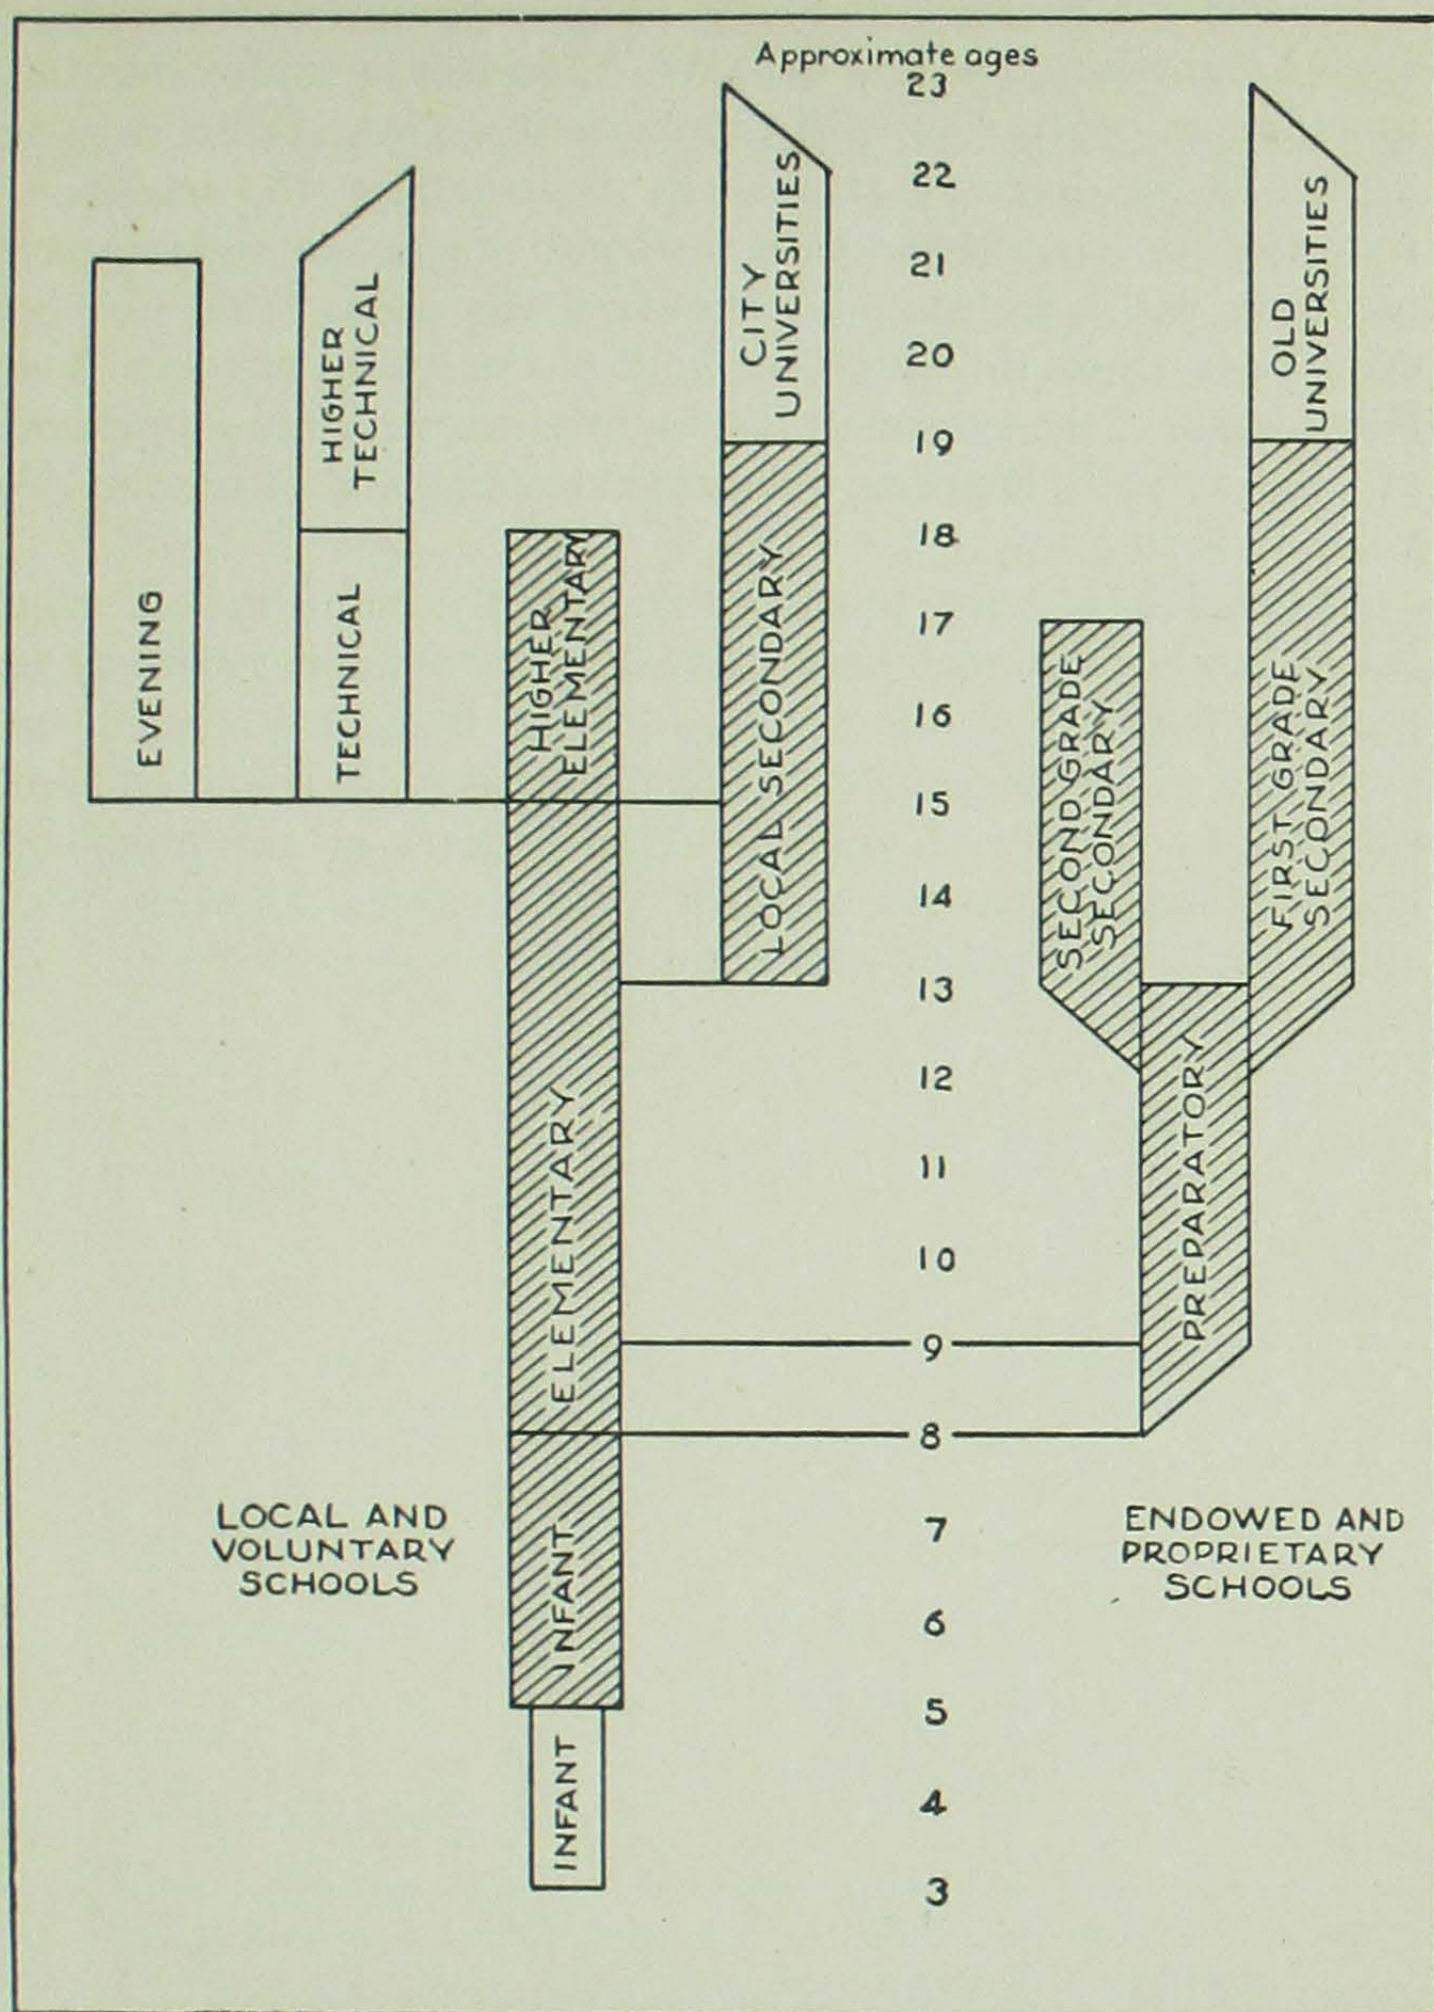 Approximate ages
23
22
21
20
19
18
17
16
15
14
13
12
11
10
9
8
7
6
5
4
3
EVENING
HIGHER
TECHNICAL
TECHNICAL
HIGHER
ELEMENTARY
ELEMENTARY
INFANT
INFANT
CITY
UNIVERSITIES
LOCAL SECONDARY
SECOND GRADE
SECONDARY
PREPARATORY
OLD
UNIVERSITIES
FIRST GRADE
SECONDARY
LOCAL AND
VOLUNTARY
SCHOOLS
ENDOWED AND
PROPRIETARY
SCHOOLS